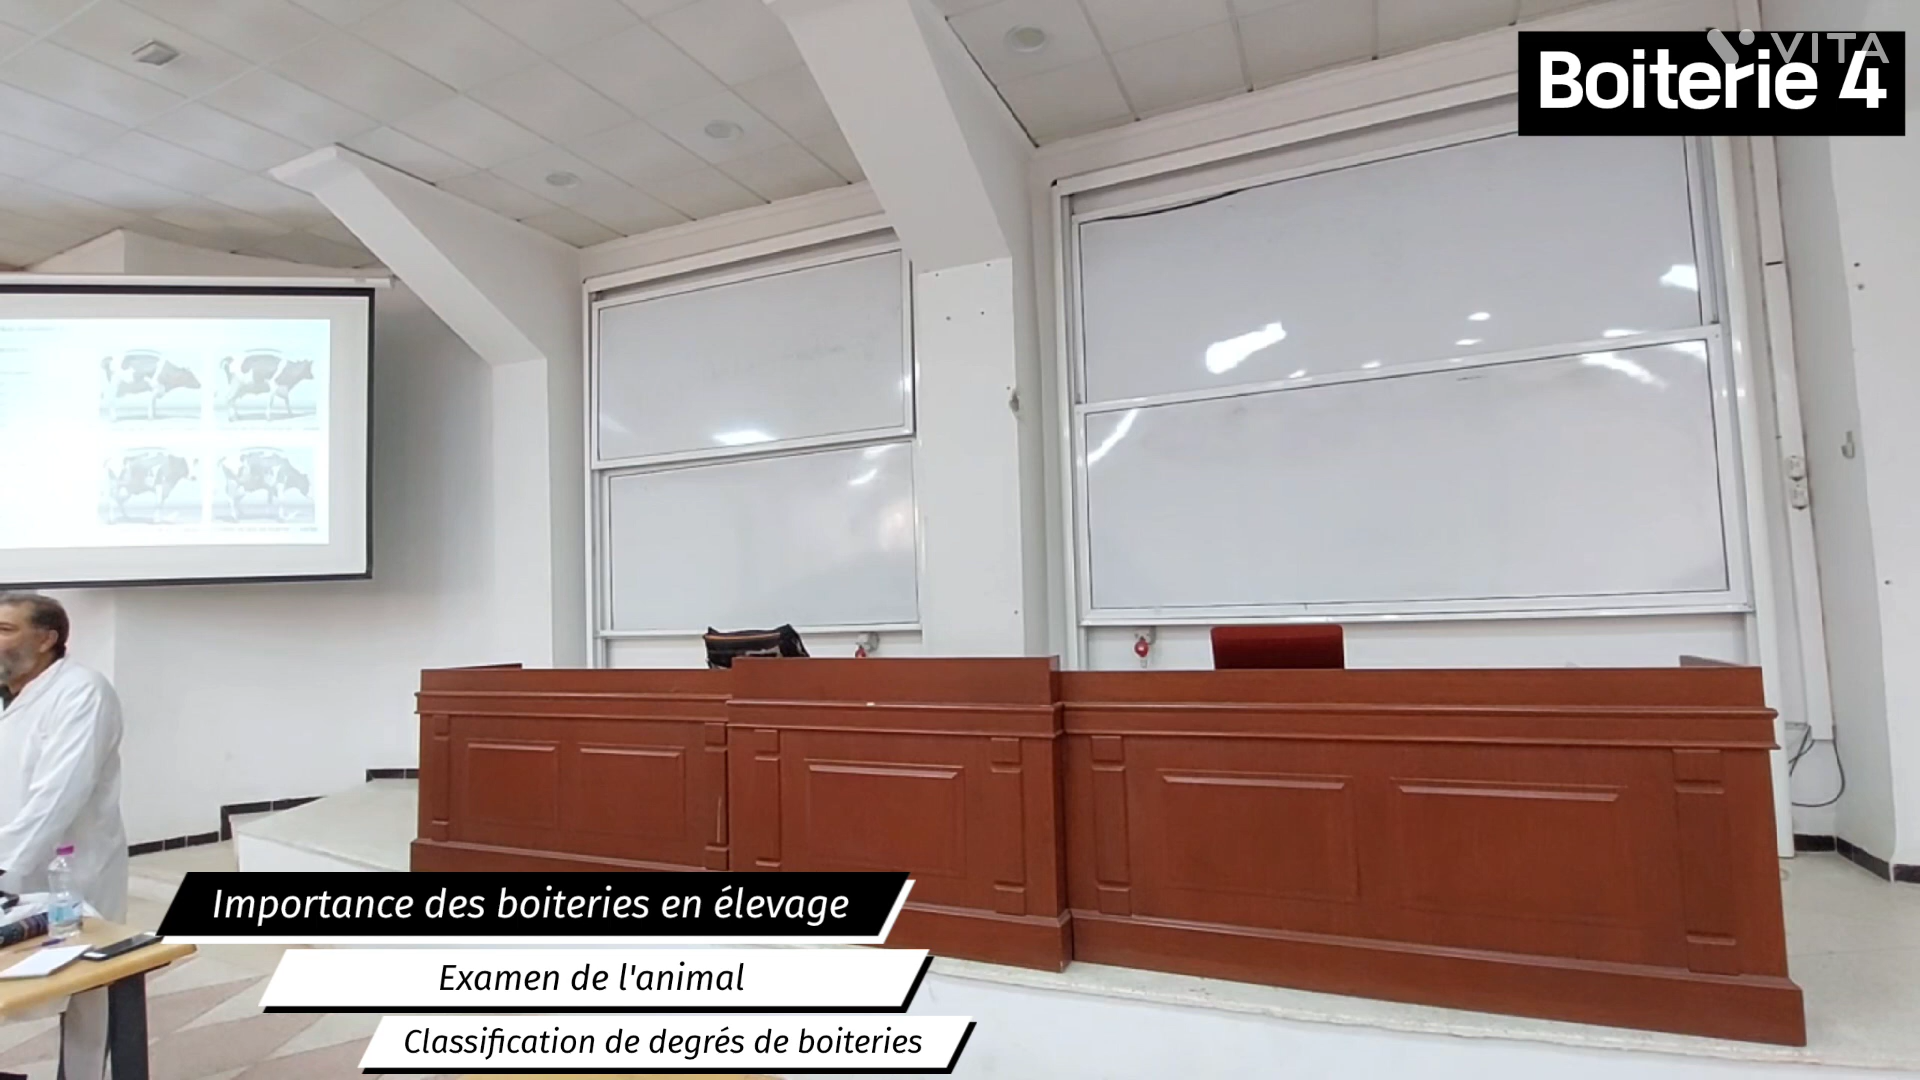 VITA
Boiterie 4
Importance des boiteries en élevage
Examen de l'animal
Classification de degrés de boiteries